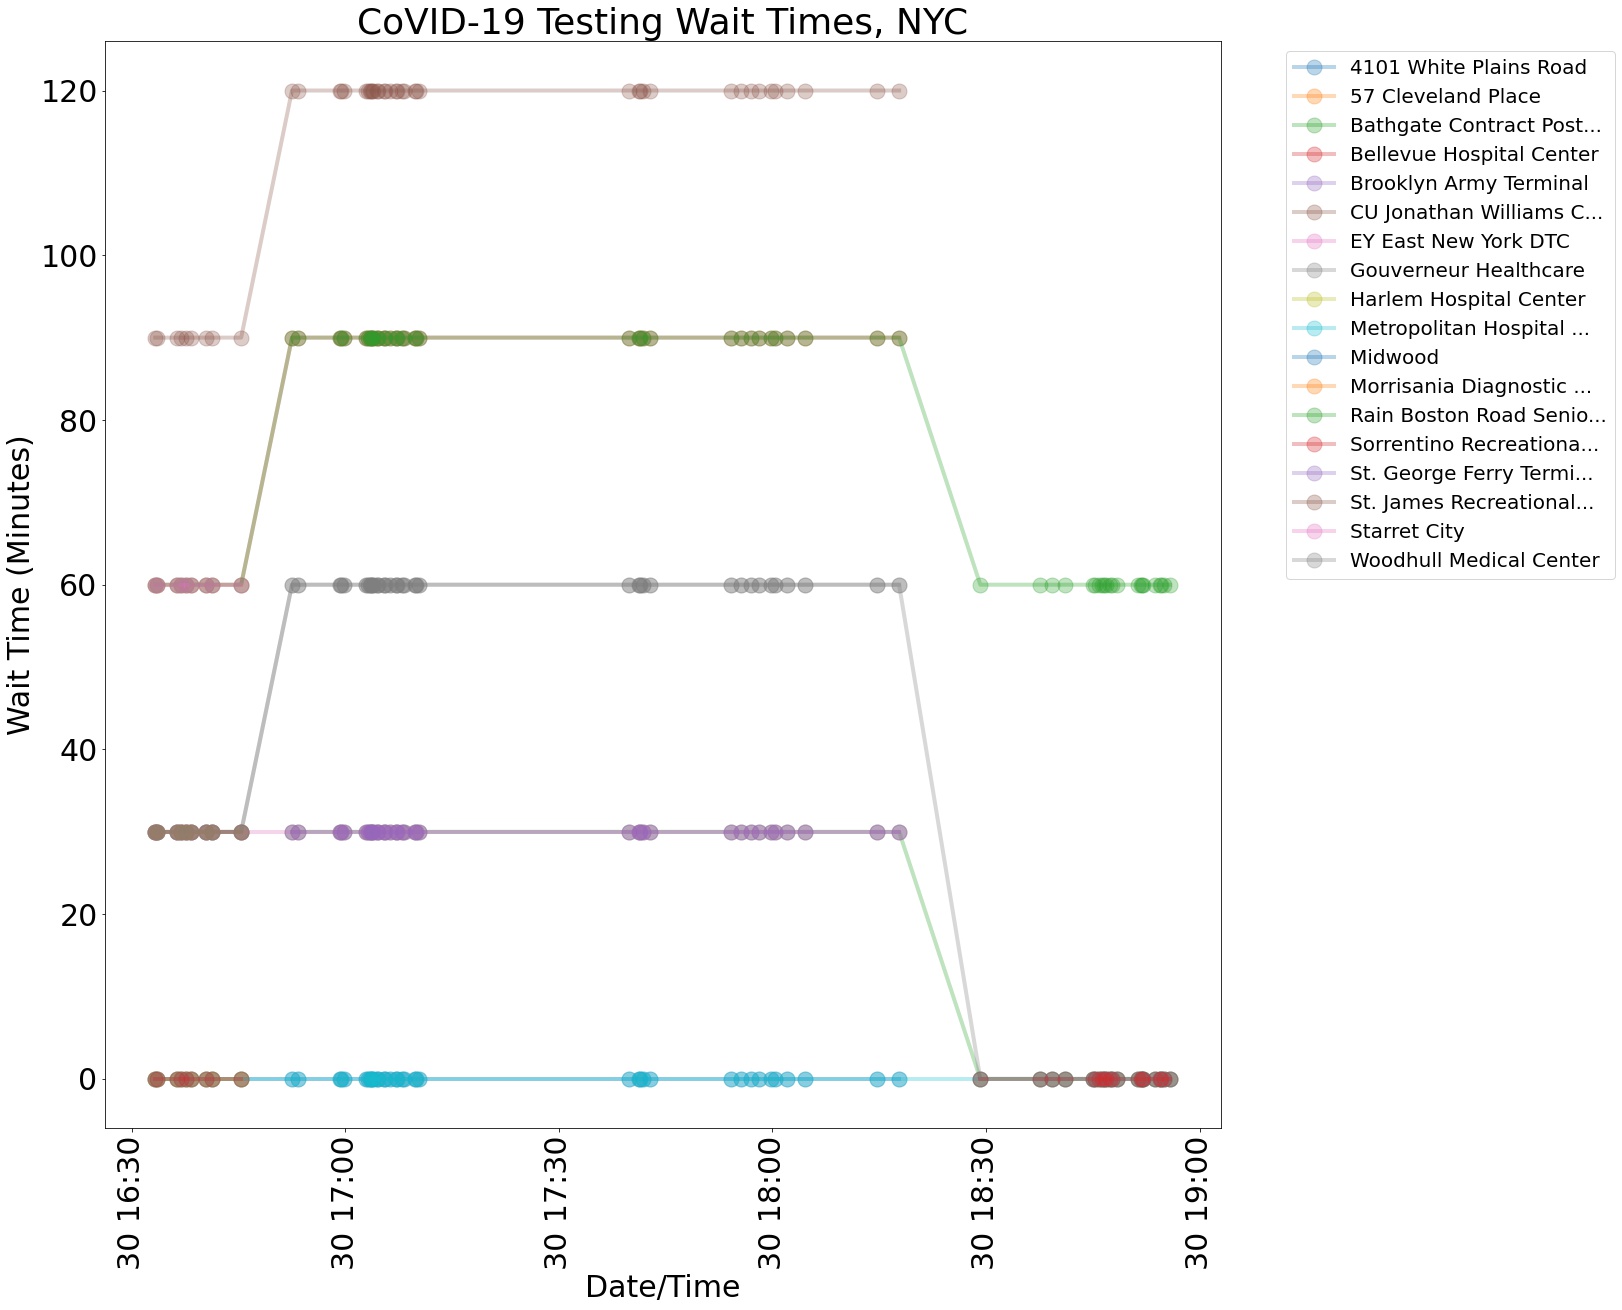 CoVID-19 Testing Wait Times, NYC
120
100
80
60
40
20
0
Wait Time (Minutes)
30 16:30
30 17:00
30 17:30
30 18:00
30 18:30
30 19:00
Date/Time
4101 White Plains Road
57 Cleveland Place
Bathgate Contract Post...
Bellevue Hospital Center
Brooklyn Army Terminal
CU Jonathan Williams C...
EY East New York DTC
Gouverneur Healthcare
Harlem Hospital Center
Metropolitan Hospital ...
Midwood
Morrisania Diagnostic ...
Rain Boston Road Senio...
Sorrentino Recreationa...
St. George Ferry Termi...
St. James Recreational...
Starret City
Woodhull Medical Center